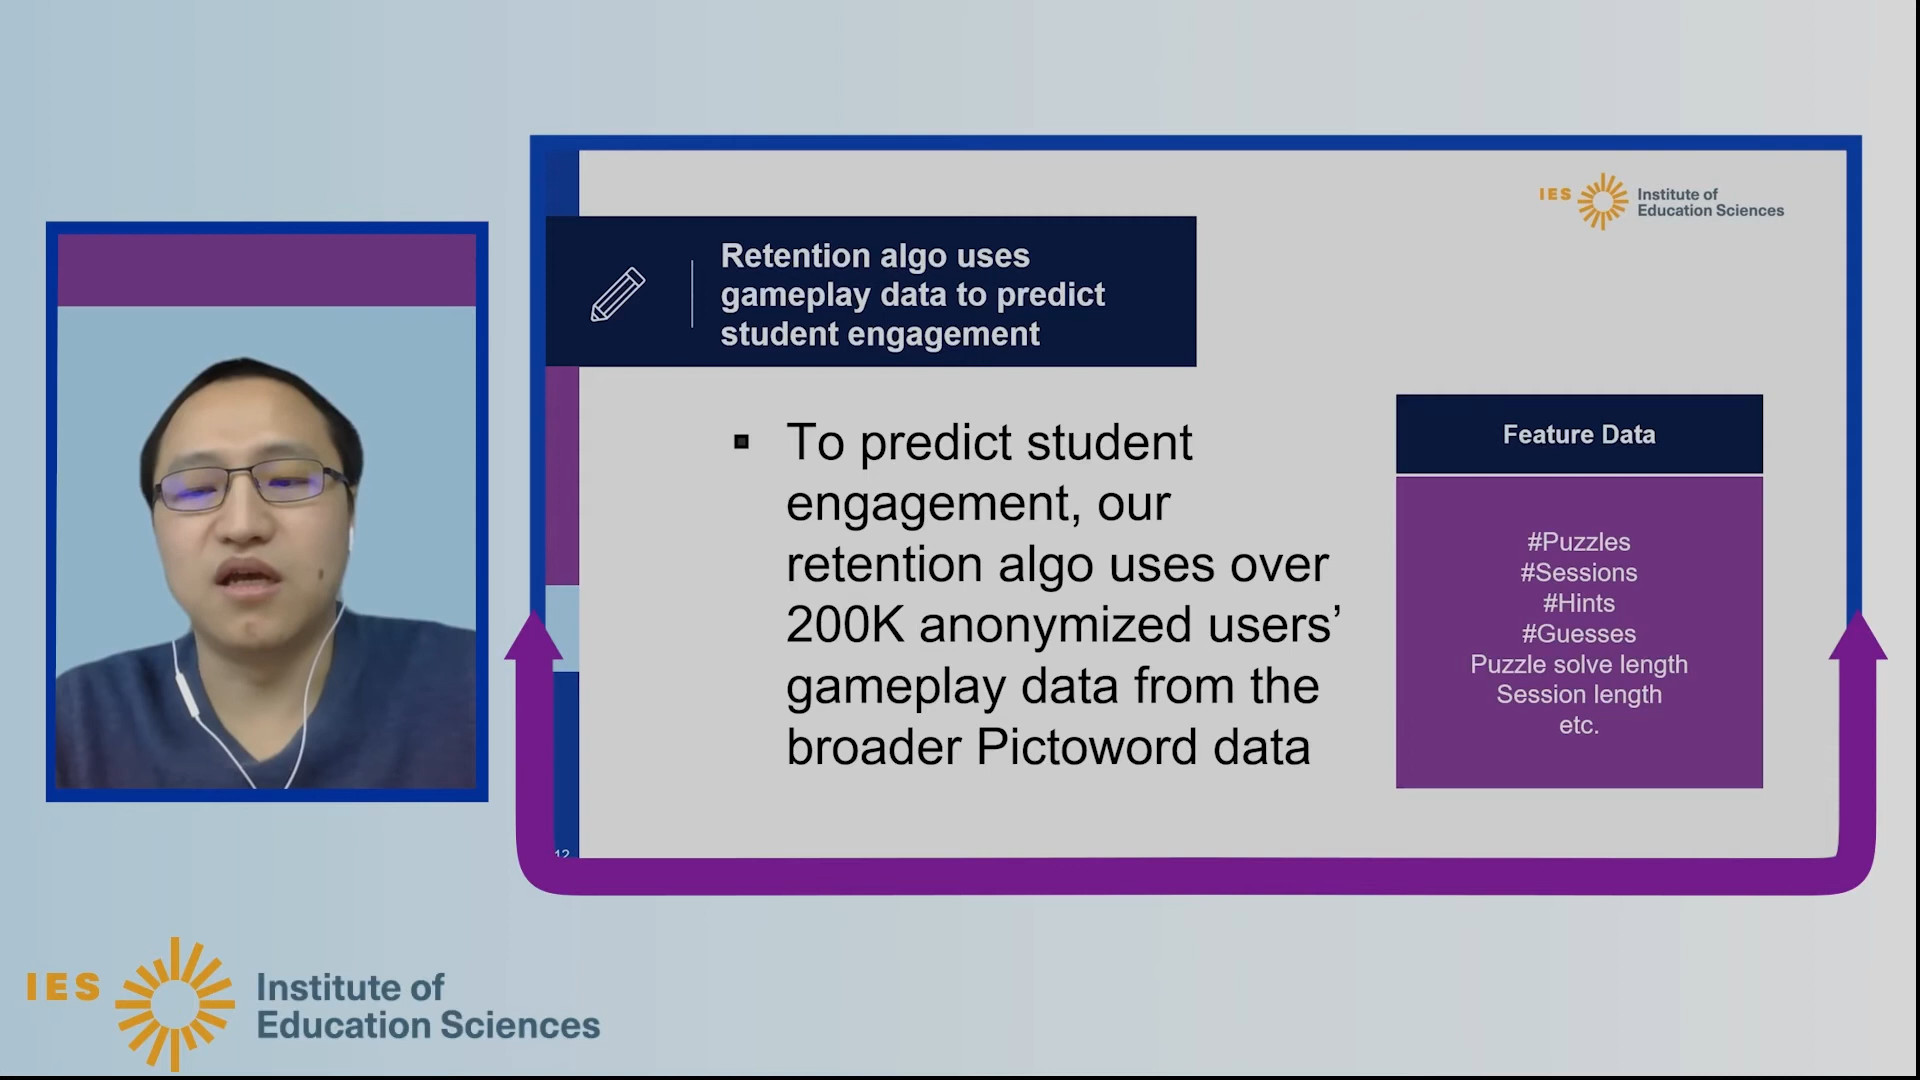 IES
Institute of
Education Sciences
Retention algo uses
gameplay data to predict
student engagement
▪ To predict student
engagement, our
retention algo uses over
200K anonymized users’
gameplay data from the
broader Pictoword data
Feature Data
#Puzzles
#Sessions
#Hints
#Guesses
Puzzle solve length
Session length
etc.
12
IES
Institute of
Education Sciences